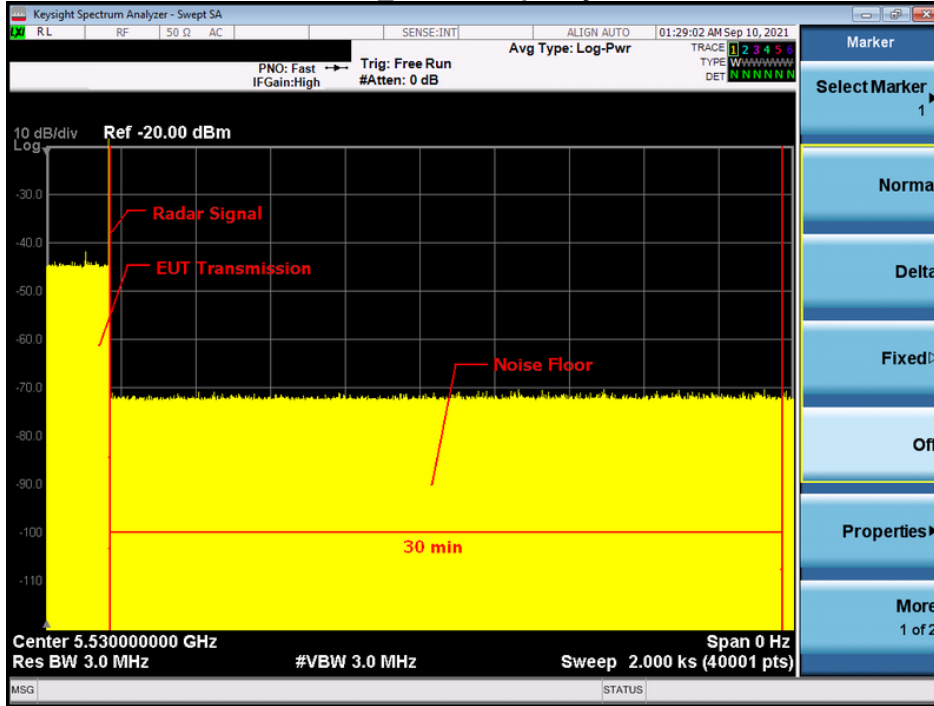 Keysight Spectrum Analyzer - Swept SA
LXI RL RF 50 Ω AC SENSE:INT ALIGN AUTO 01:29:02 AM Sep 10, 2021
Avg Type: Log-Pwr TRACE 1 2 3 4 5 6
PNO: Fast Trig: Free Run TYPE WWWWWW
IFGain:High #Atten: 0 dB DET N N N N N N
Marker
Select Marker
1
Normal
Delta
Fixed
Off
Properties
More
1 of 2
10 dB/div Ref -20.00 dBm
Log
-30.0
-40.0
-50.0
-60.0
-70.0
-80.0
-90.0
-100
-110
Radar Signal
EUT Transmission
Noise Floor
30 min
Center 5.530000000 GHz Span 0 Hz
Res BW 3.0 MHz #VBW 3.0 MHz Sweep 2.000 ks (40001 pts)
MSG STATUS